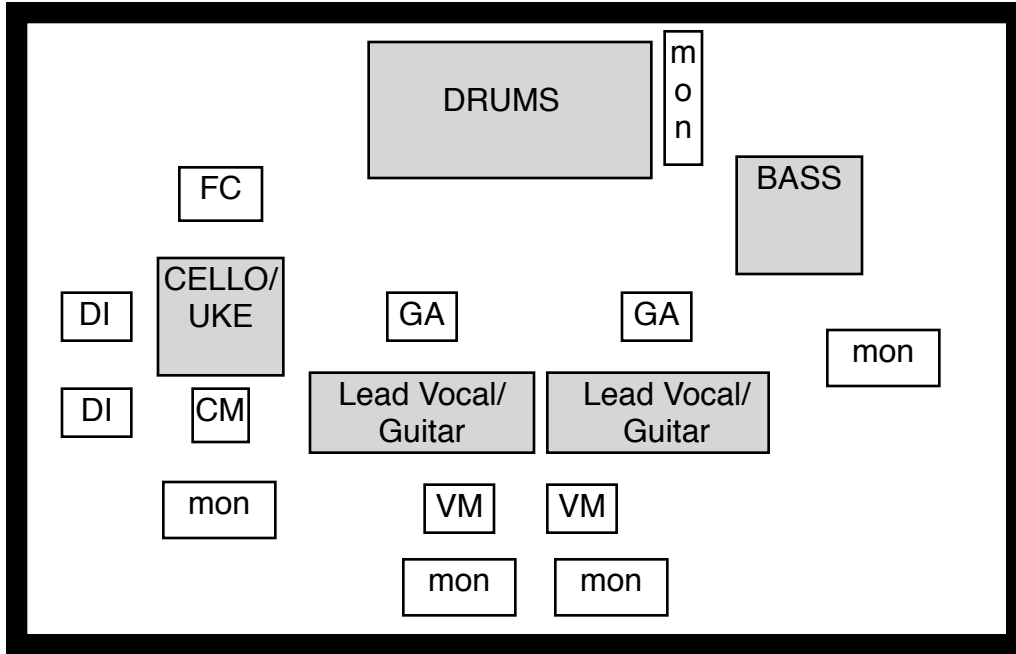 DRUMS
m
o
n
FC
BASS
CELLO/
UKE
DI
GA
GA
mon
DI
CM
Lead Vocal/
Guitar
Lead Vocal/
Guitar
mon
VM
VM
mon
mon